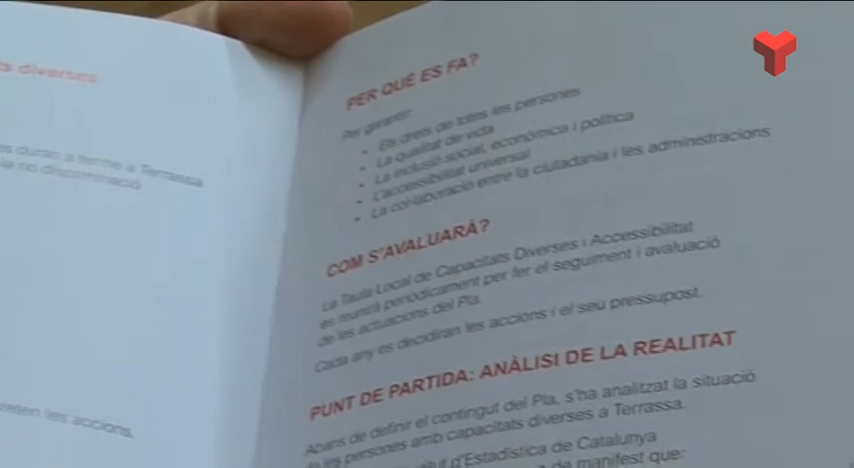 ts diverses
duran a terme a Terrassa
la no discriminació
reten les accions.
PER QUÈ ES FA?
Per garantir:
• Els drets de totes les persones
• La qualitat de vida
• La inclusió social, econòmica i política
• L'accessibilitat universal
• La col·laboració entre la ciutadania i les administracions
COM S'AVALUARÀ?
La Taula Local de Capacitats Diverses i Accessibilitat
es reunirà periòdicament per fer el seguiment i avaluació
de les actuacions del Pla.
Cada any es decidiran les accions i el seu pressupost.
PUNT DE PARTIDA: ANÀLISI DE LA REALITAT
Abans de definir el contingut del Pla, s'ha analitzat la situació
de les persones amb capacitats diverses a Terrassa.
d'Estadística de Catalunya
de manifest que: